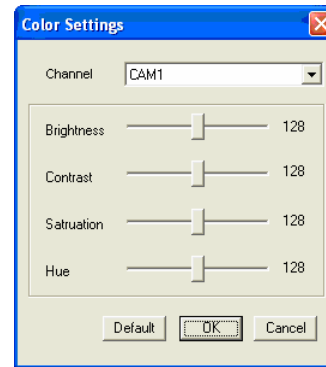 Color Settings
Channel CAM1
Brightness 128
Contrast 128
Satruation 128
Hue 128
Default OK Cancel